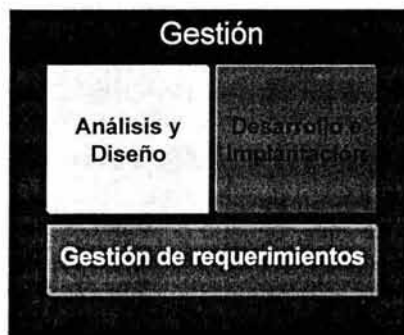 Gestión
Análisis y
Diseño
Desarrollo e
Implantación
Gestión de requerimientos